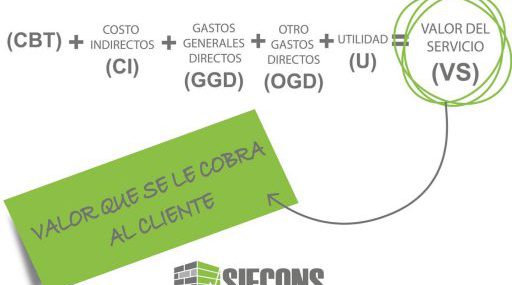 (CBT) + COSTO INDIRECTOS (CI) + GASTOS GENERALES DIRECTOS (GGD) + OTRO GASTOS DIRECTOS (OGD) + UTILIDAD (U) = VALOR DEL SERVICIO (VS)
VALOR QUE SE LE COBRA
AL CLIENTE
SIECONS